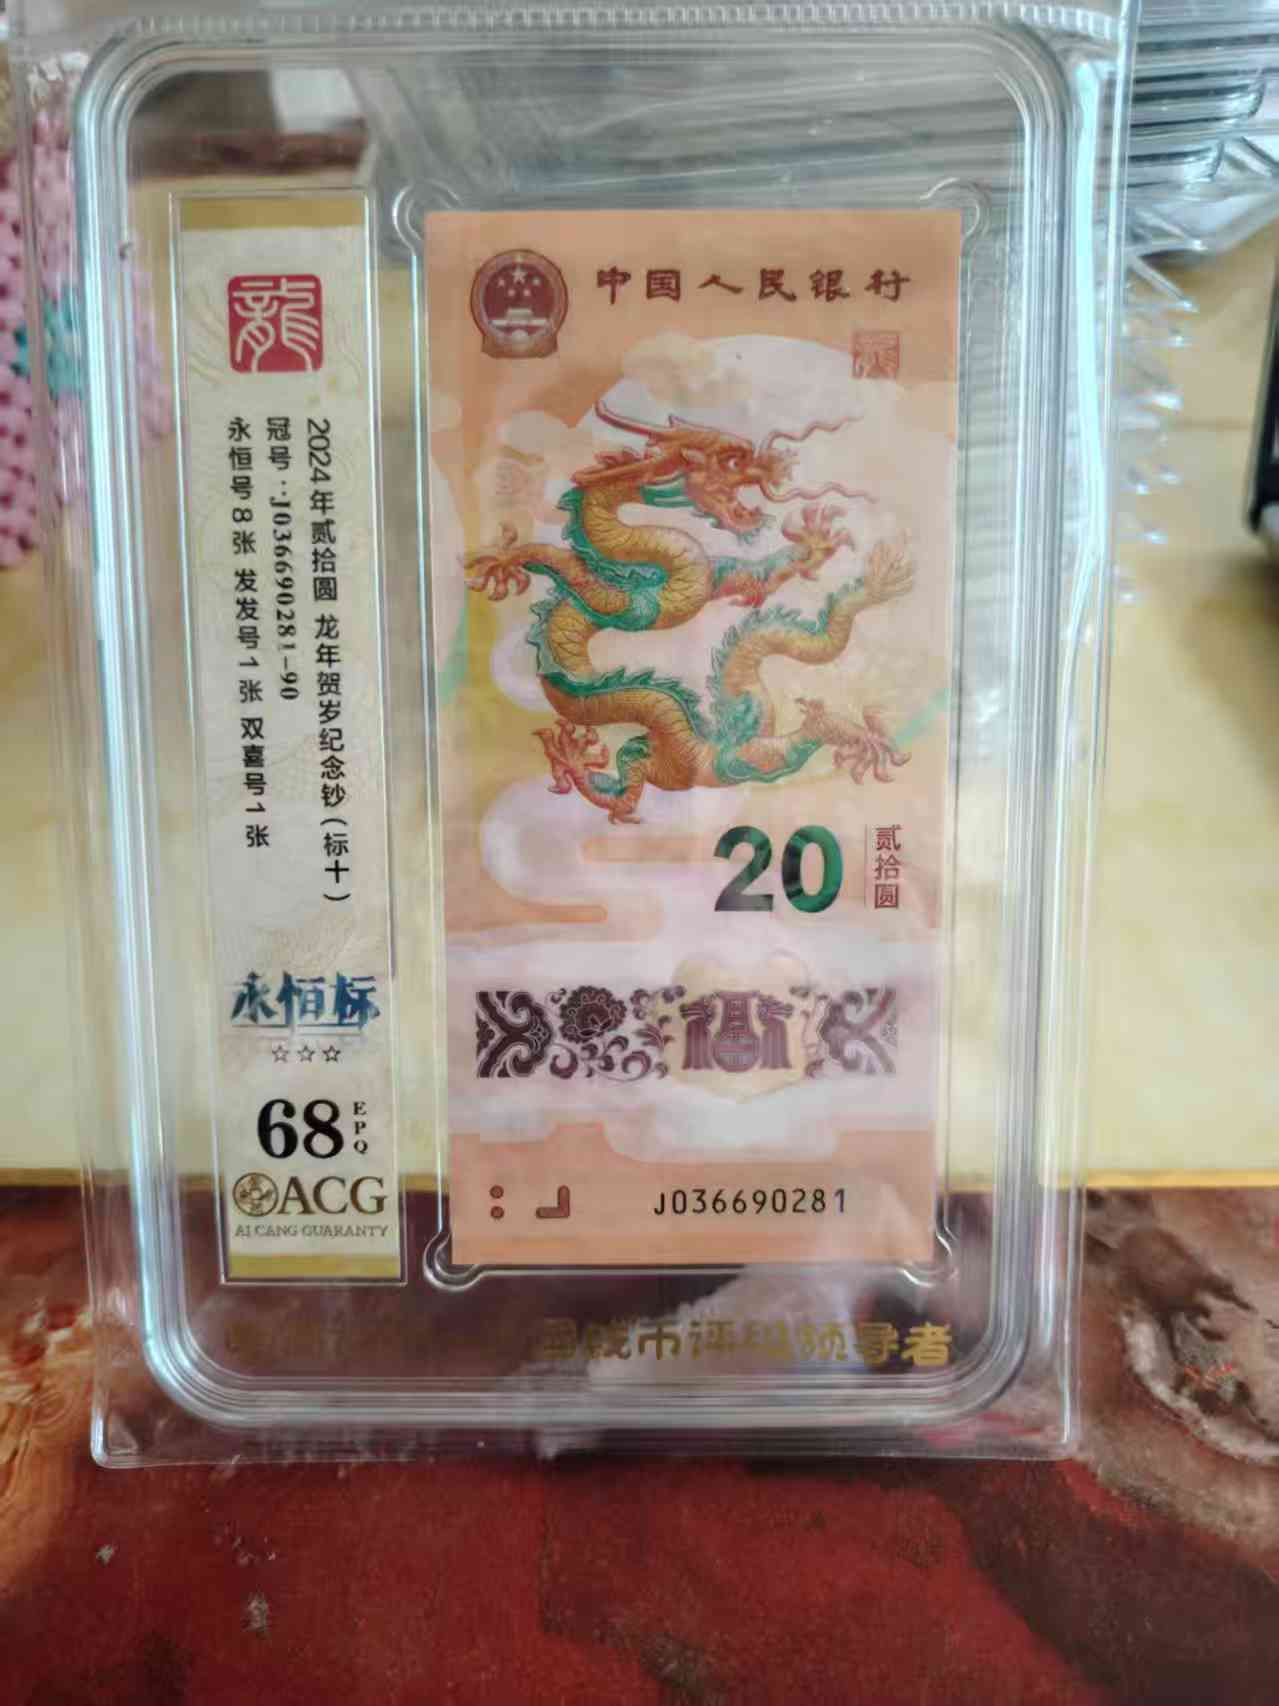 龍
2024年贰拾圆 龙年贺岁纪念钞(标十)
冠号:J036690281-90
永恒号8张 发发号1张 双喜号1张
永恒标
☆☆☆
68 EPQ
ACG
AI CANG GUARANTY
中国人民银行
龍
20 贰拾圆
J036690281
钱币评级领导者